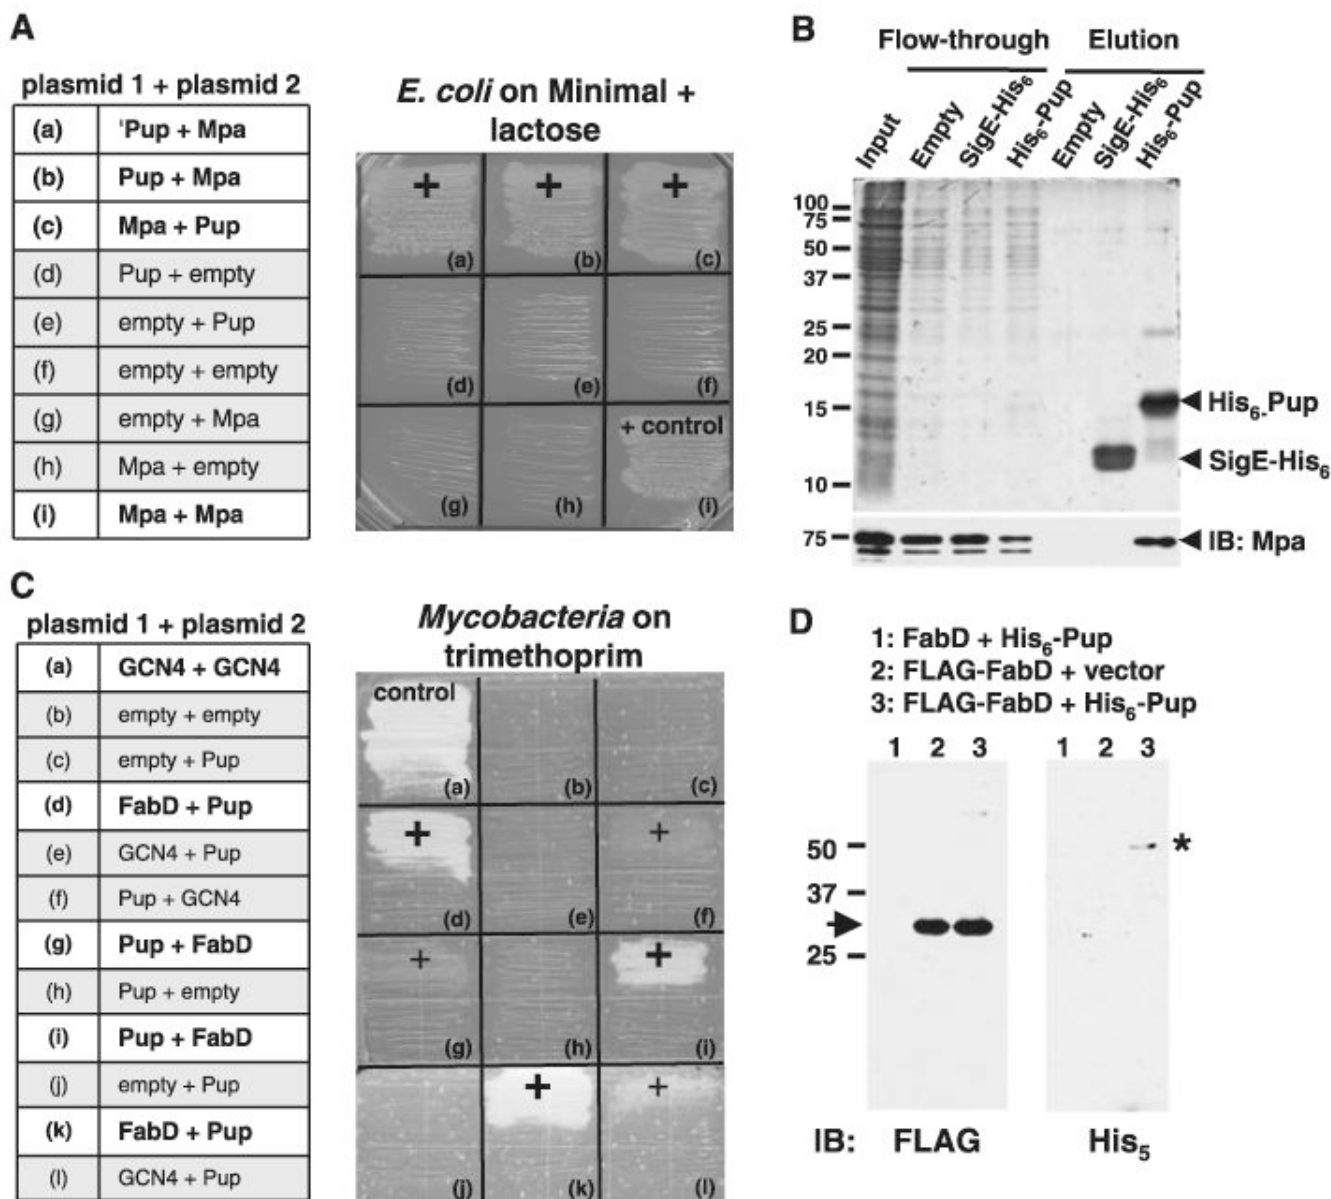 A
plasmid 1 + plasmid 2
(a) 'Pup + Mpa
(b) Pup + Mpa
(c) Mpa + Pup
(d) Pup + empty
(e) empty + Pup
(f) empty + empty
(g) empty + Mpa
(h) Mpa + empty
(i) Mpa + Mpa
E. coli on Minimal +
lactose
+ + +
(a) (b) (c)
(d) (e) (f)
+ control
(g) (h) (i)
B
Flow-through Elution
Input Empty SigE-His6 His6-Pup Empty SigE-His6 His6-Pup
100
75
50
37
25
20
15
10
His6-Pup
SigE-His6
75
IB: Mpa
C
plasmid 1 + plasmid 2
(a) GCN4 + GCN4
(b) empty + empty
(c) empty + Pup
(d) FabD + Pup
(e) GCN4 + Pup
(f) Pup + GCN4
(g) Pup + FabD
(h) Pup + empty
(i) Pup + FabD
(j) empty + Pup
(k) FabD + Pup
(l) GCN4 + Pup
Mycobacteria on
trimethoprim
control
(a) (b) (c)
+ +
(d) (e) (f)
+ +
(g) (h) (i)
+ +
(j) (k) (l)
D
1: FabD + His6-Pup
2: FLAG-FabD + vector
3: FLAG-FabD + His6-Pup
1 2 3 1 2 3
50
*
37
25
IB: FLAG His5